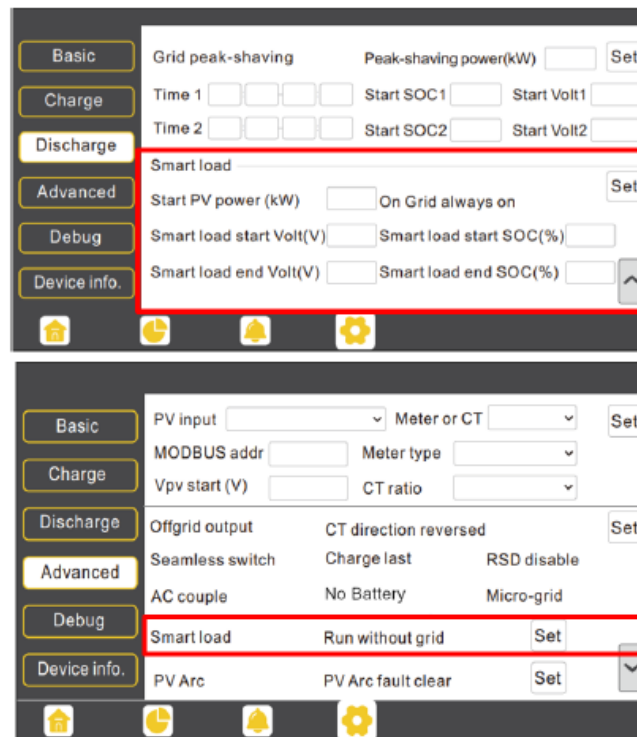 Basic
Charge
Discharge
Advanced
Debug
Device info.
Grid peak-shaving Peak-shaving power(kW) Set
Time 1 Start SOC1 Start Volt1
Time 2 Start SOC2 Start Volt2
Smart load
Start PV power (kW) On Grid always on Set
Smart load start Volt(V) Smart load start SOC(%)
Smart load end Volt(V) Smart load end SOC(%)
Basic
Charge
Discharge
Advanced
Debug
Device info.
PV input Meter or CT Set
MODBUS addr Meter type
Vpv start (V) CT ratio
Offgrid output CT direction reversed Set
Seamless switch Charge last RSD disable
AC couple No Battery Micro-grid
Smart load Run without grid Set
PV Arc PV Arc fault clear Set